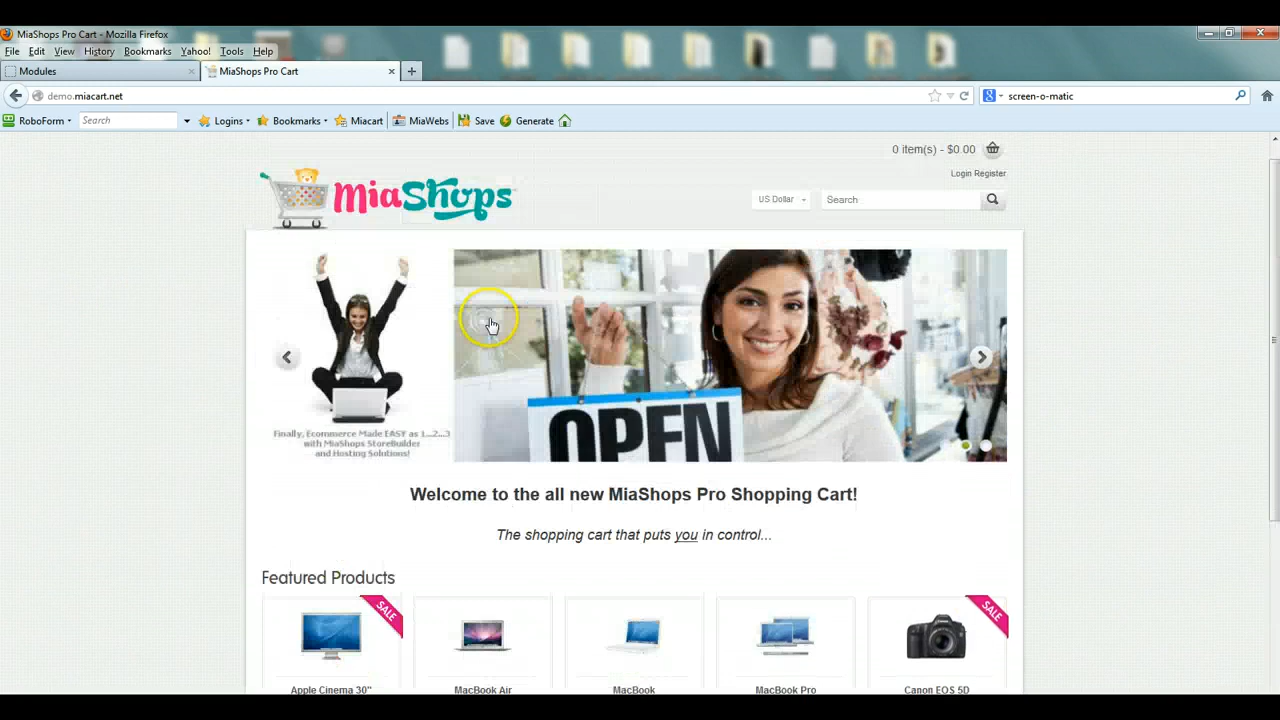 MiaShops Pro Cart - Mozilla Firefox
File Edit View History Bookmarks Yahoo! Tools Help
Modules
MiaShops Pro Cart
demo.miacart.net
screen-o-matic
RoboForm
Search
Logins
Bookmarks
Miacart
MiaWebs
Save
Generate
0 item(s) - $0.00
Login Register
MiaShops
US Dollar
Search
OPEN
Finally, Ecommerce Made EASY as 1...2...3
with MiaShops StoreBuilder
and Hosting Solutions!
Welcome to the all new MiaShops Pro Shopping Cart!
The shopping cart that puts you in control...
Featured Products
SALE
SALE
Apple Cinema 30"
MacBook Air
MacBook
MacBook Pro
Canon EOS 5D